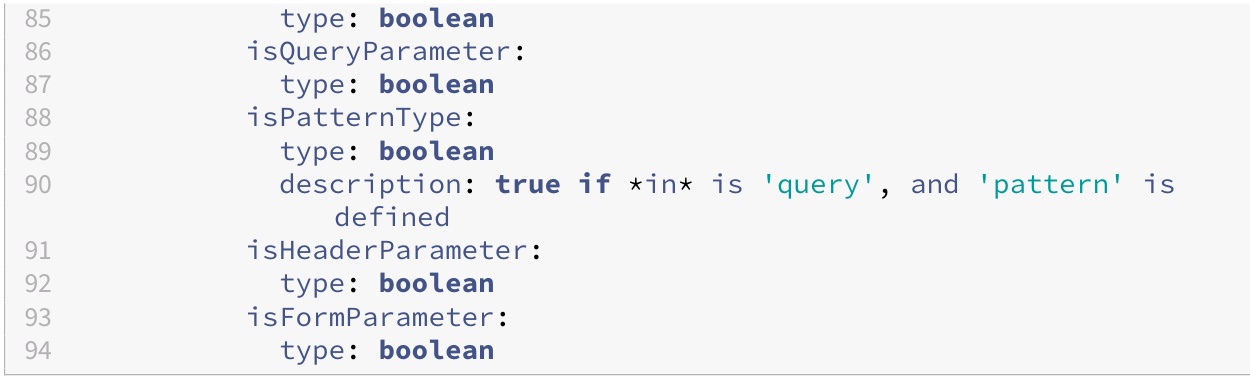 85 type: boolean
86 isQueryParameter:
87 type: boolean
88 isPatternType:
89 type: boolean
90 description: true if *in* is 'query', and 'pattern' is
defined
91 isHeaderParameter:
92 type: boolean
93 isFormParameter:
94 type: boolean